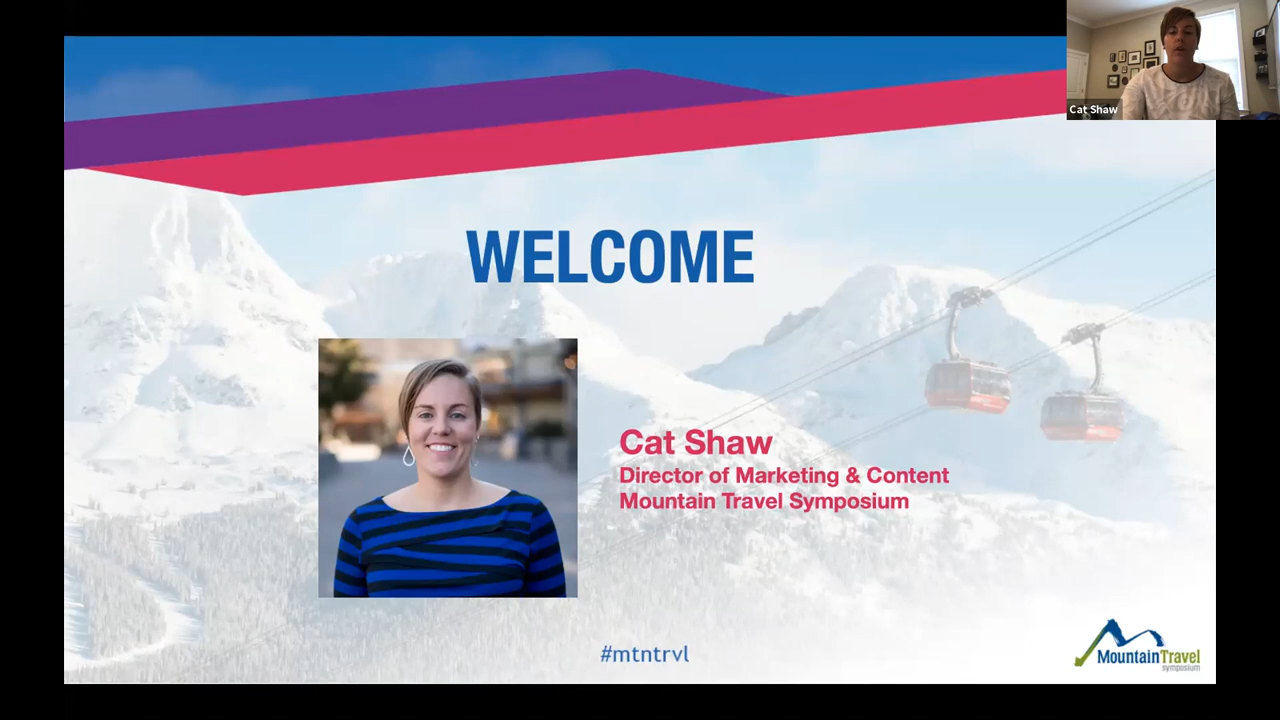 Cat Shaw
WELCOME
Cat Shaw
Director of Marketing & Content
Mountain Travel Symposium
#mtntrvl
MountainTravel
symposium